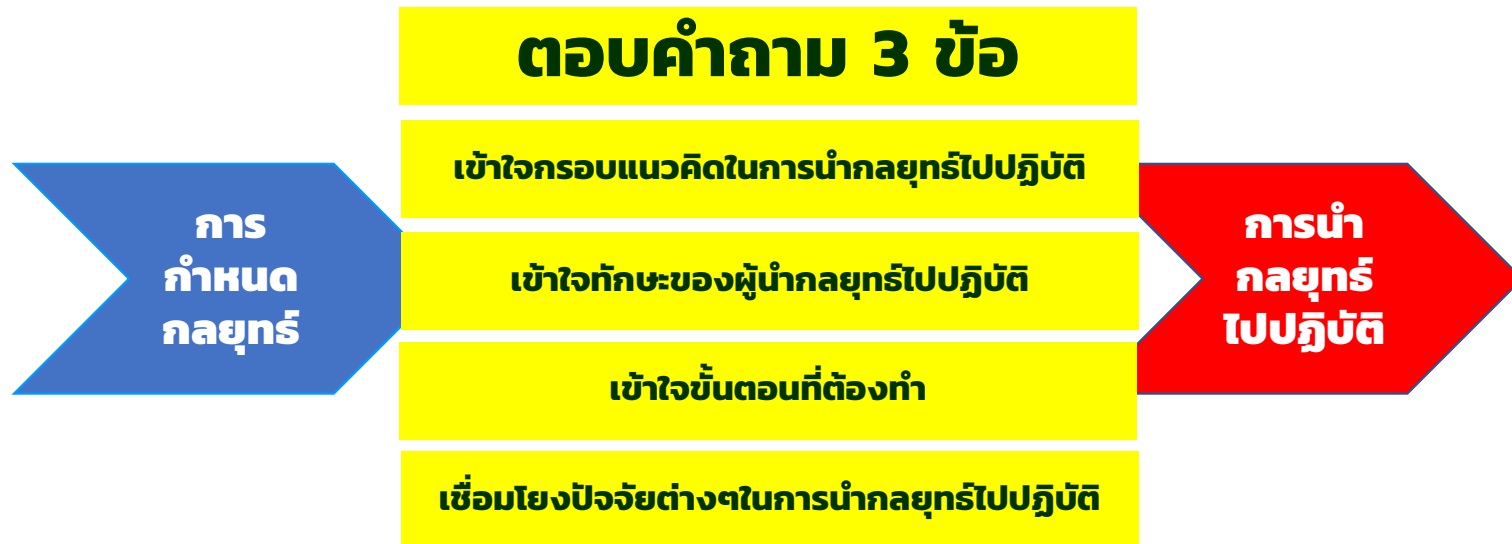 ตอบคำถาม 3 ข้อ
การ
กำหนด
กลยุทธ์
เข้าใจกรอบแนวคิดในการนำกลยุทธ์ไปปฏิบัติ
เข้าใจทักษะของผู้นำกลยุทธ์ไปปฏิบัติ
เข้าใจขั้นตอนที่ต้องทำ
เชื่อมโยงปัจจัยต่างๆในการนำกลยุทธ์ไปปฏิบัติ
การนำ
กลยุทธ์
ไปปฏิบัติ